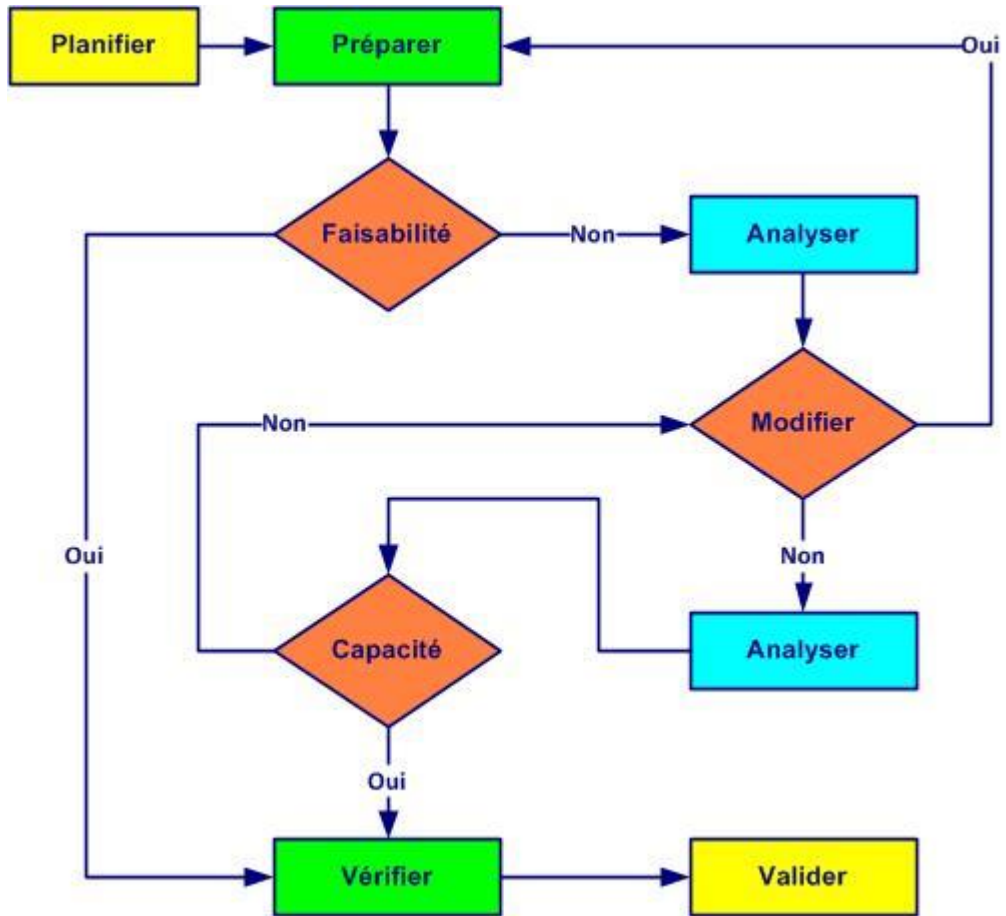 Planifier
Préparer
Oui
Faisabilité
Non
Analyser
Non
Modifier
Oui
Non
Capacité
Analyser
Oui
Vérifier
Valider